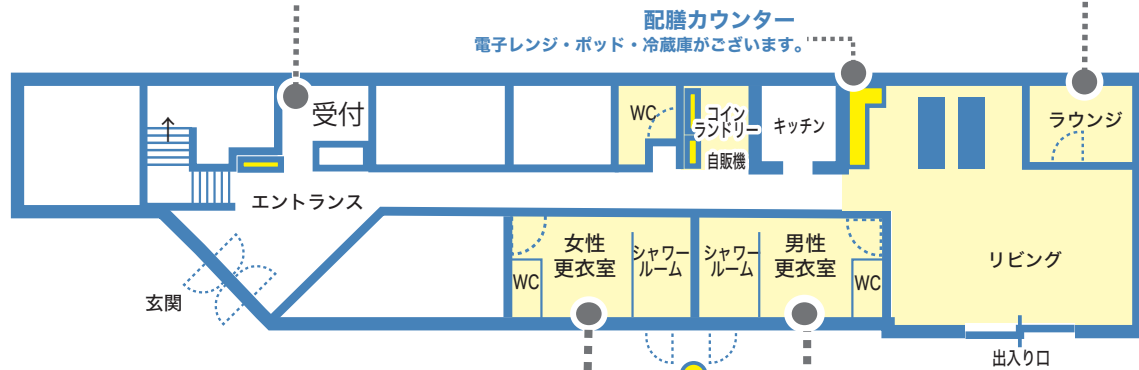 配膳カウンター
電子レンジ・ポッド・冷蔵庫がございます。
受付
WC
コイン
ランドリー
自販機
キッチン
ラウンジ
エントランス
玄関
女性
更衣室
WC
シャワー
ルーム
シャワー
ルーム
男性
更衣室
WC
リビング
出入り口